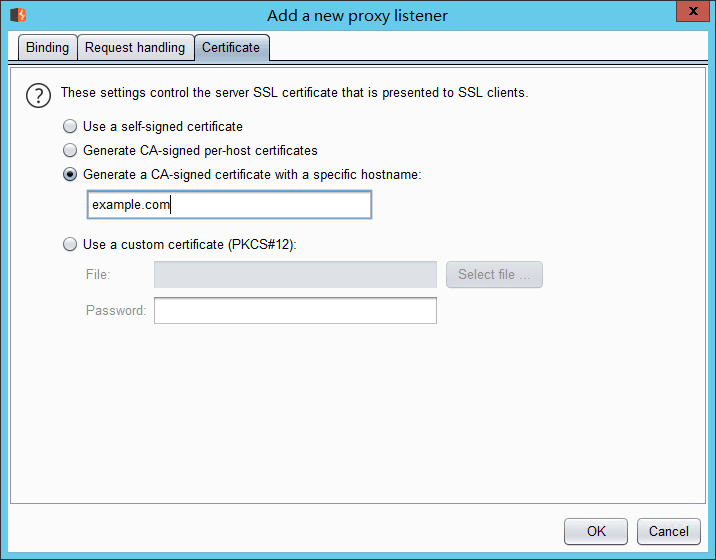 Add a new proxy listener
x
Binding Request handling Certificate
? These settings control the server SSL certificate that is presented to SSL clients.
Use a self-signed certificate
Generate CA-signed per-host certificates
Generate a CA-signed certificate with a specific hostname:
example.com
Use a custom certificate (PKCS#12):
File: Select file ...
Password:
OK Cancel